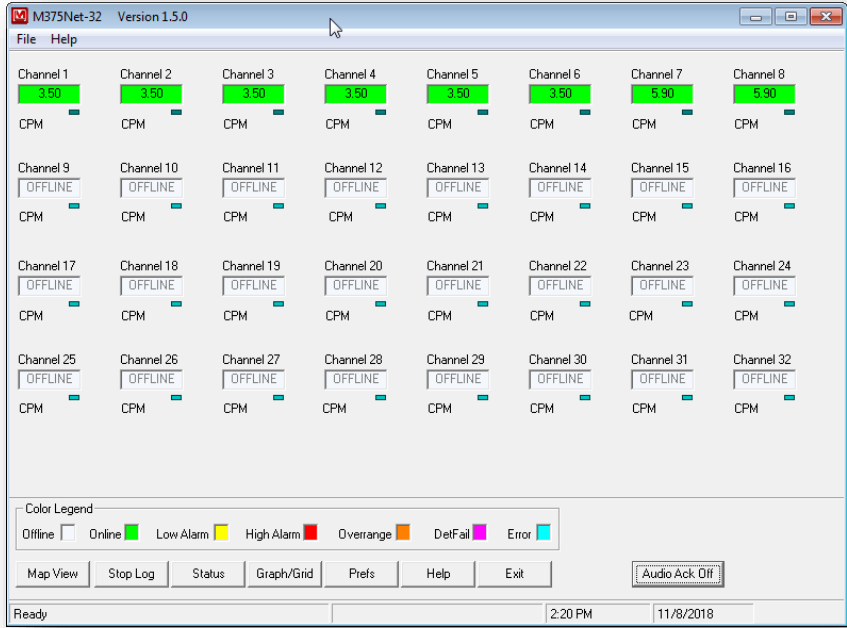 M375Net-32 Version 1.5.0
File Help
Channel 1 Channel 2 Channel 3 Channel 4 Channel 5 Channel 6 Channel 7 Channel 8
3.50 3.50 3.50 3.50 3.50 3.50 5.90 5.90
CPM CPM CPM CPM CPM CPM CPM CPM
Channel 9 Channel 10 Channel 11 Channel 12 Channel 13 Channel 14 Channel 15 Channel 16
OFFLINE OFFLINE OFFLINE OFFLINE OFFLINE OFFLINE OFFLINE OFFLINE
CPM CPM CPM CPM CPM CPM CPM CPM
Channel 17 Channel 18 Channel 19 Channel 20 Channel 21 Channel 22 Channel 23 Channel 24
OFFLINE OFFLINE OFFLINE OFFLINE OFFLINE OFFLINE OFFLINE OFFLINE
CPM CPM CPM CPM CPM CPM CPM CPM
Channel 25 Channel 26 Channel 27 Channel 28 Channel 29 Channel 30 Channel 31 Channel 32
OFFLINE OFFLINE OFFLINE OFFLINE OFFLINE OFFLINE OFFLINE OFFLINE
CPM CPM CPM CPM CPM CPM CPM CPM
Color Legend
Offline Online Low Alarm High Alarm Overrange DetFail Error
Map View Stop Log Status Graph/Grid Prefs Help Exit Audio Ack Off
Ready 2:20 PM 11/8/2018